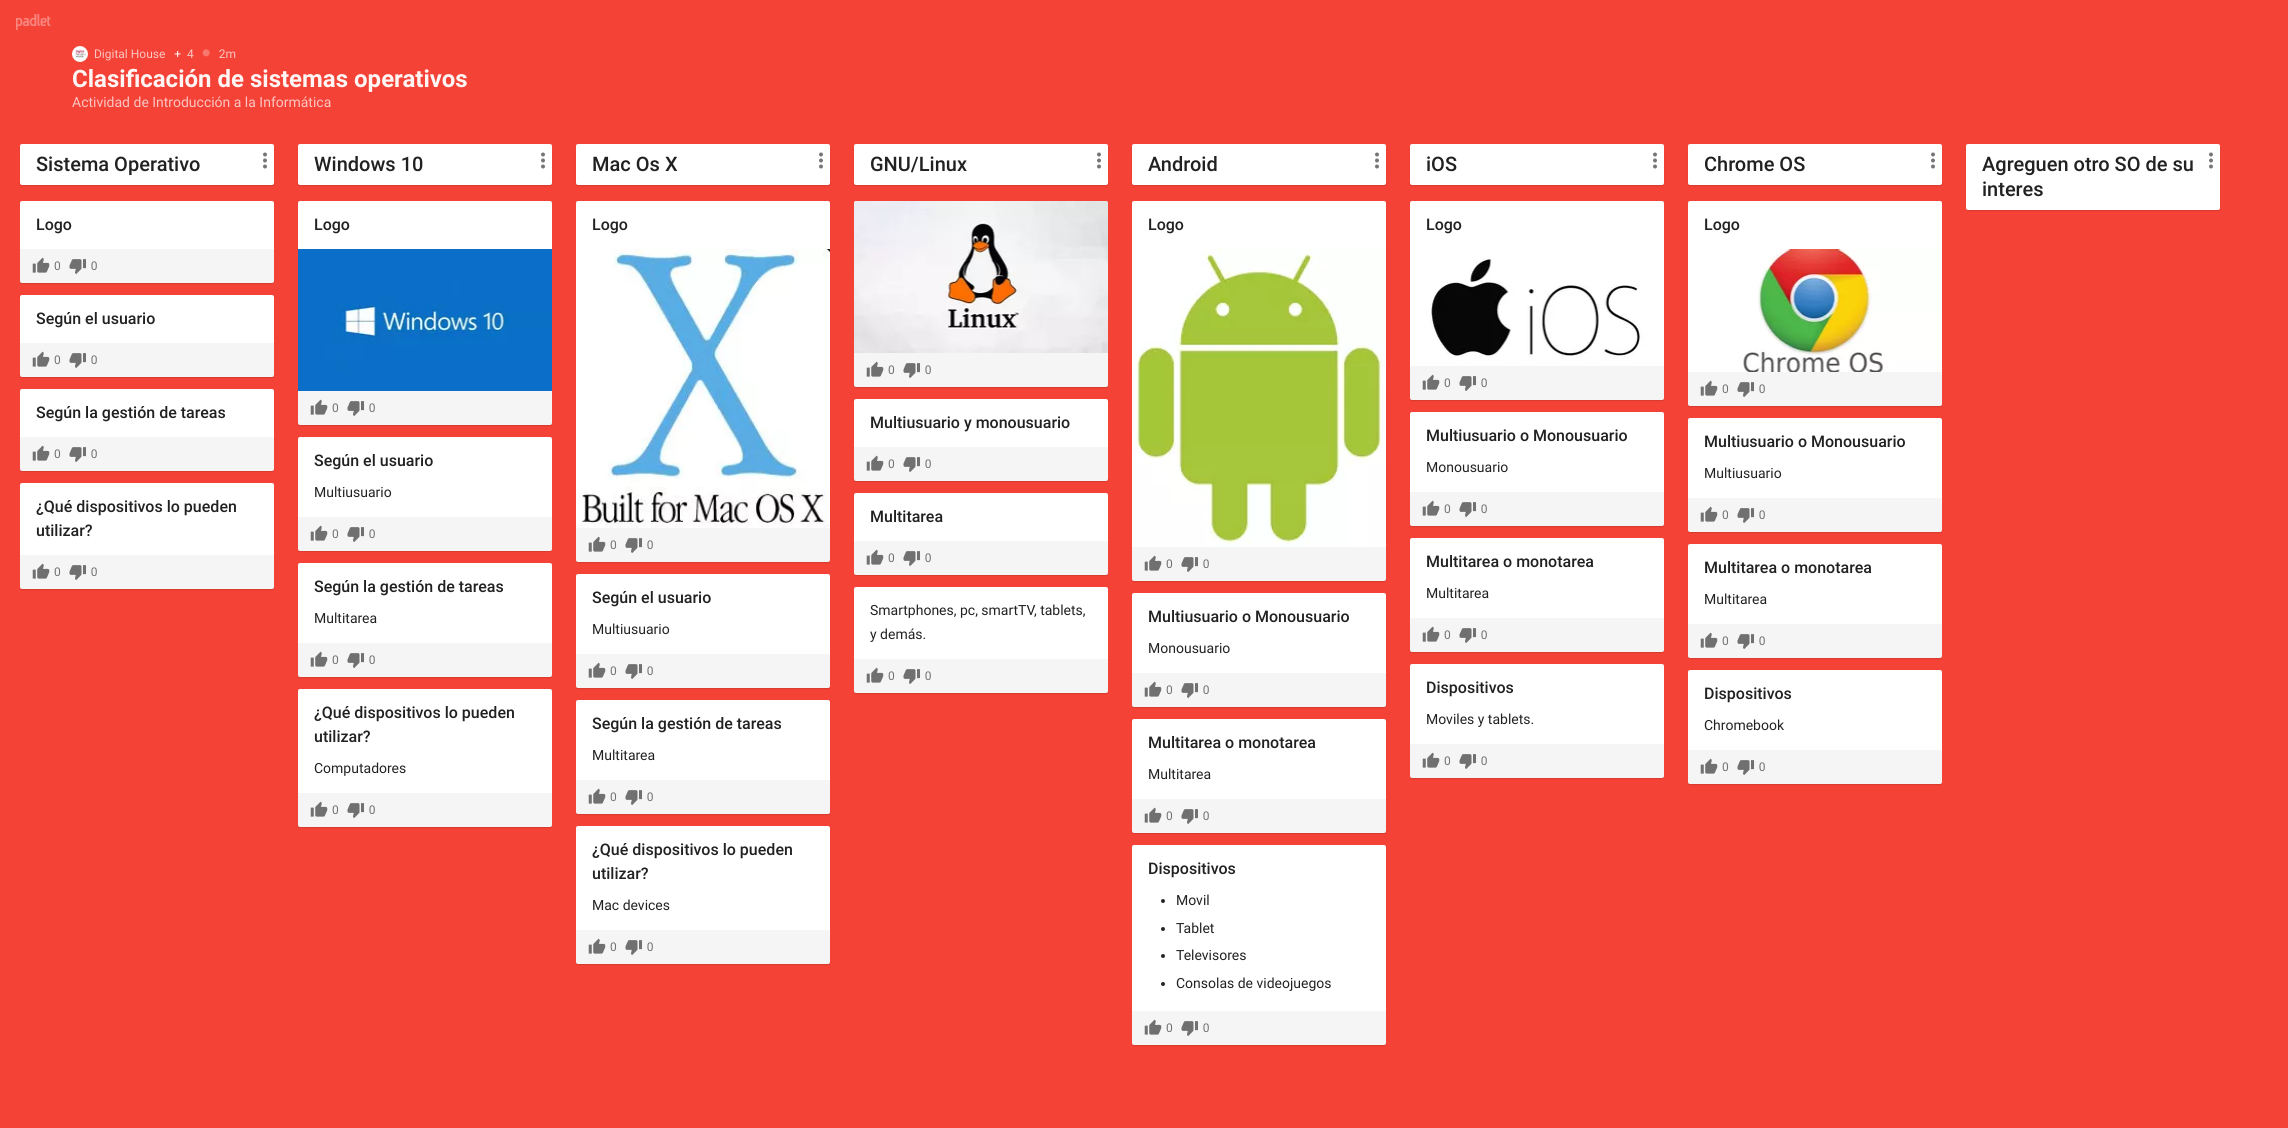 padlet
Digital House + 4 2m
Clasificación de sistemas operativos
Actividad de Introducción a la Informática
Sistema Operativo
Logo
0 0
Según el usuario
0 0
Según la gestión de tareas
0 0
¿Qué dispositivos lo pueden
utilizar?
0 0
Windows 10
Logo
Windows 10
0 0
Según el usuario
Multiusuario
0 0
Según la gestión de tareas
Multitarea
0 0
¿Qué dispositivos lo pueden
utilizar?
Computadores
0 0
Mac Os X
Logo
X
Built for Mac OS X
0 0
Según el usuario
Multiusuario
0 0
Según la gestión de tareas
Multitarea
0 0
¿Qué dispositivos lo pueden
utilizar?
Mac devices
0 0
GNU/Linux
Linux
0 0
Multiusuario y monousuario
0 0
Multitarea
0 0
Smartphones, pc, smartTV, tablets,
y demás.
0 0
Android
Logo
0 0
Multiusuario o Monousuario
Monousuario
0 0
Multitarea o monotarea
Multitarea
0 0
Dispositivos
• Movil
• Tablet
• Televisores
• Consolas de videojuegos
0 0
iOS
Logo
iOS
0 0
Multiusuario o Monousuario
Monousuario
0 0
Multitarea o monotarea
Multitarea
0 0
Dispositivos
Moviles y tablets.
0 0
Chrome OS
Logo
Chrome OS
0 0
Multiusuario o Monousuario
Multiusuario
0 0
Multitarea o monotarea
Multitarea
0 0
Dispositivos
Chromebook
0 0
Agreguen otro SO de su
interes